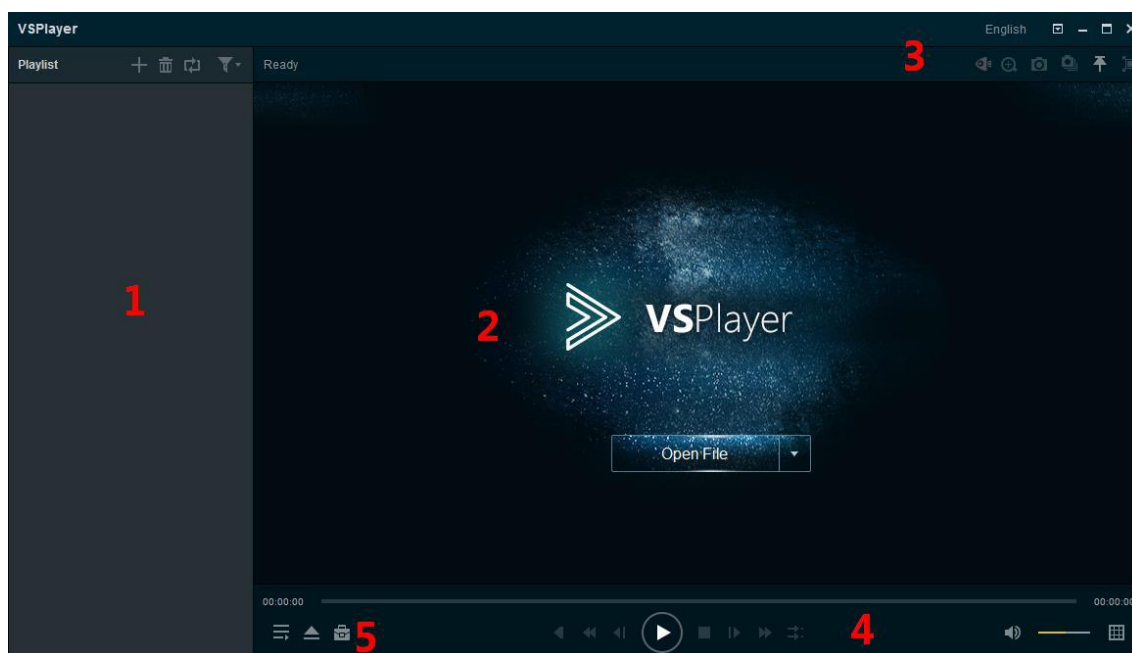 VSPlayer
English
3
Playlist
Ready
1
2
VSPlayer
Open File
00:00:00
00:00:00
5
4